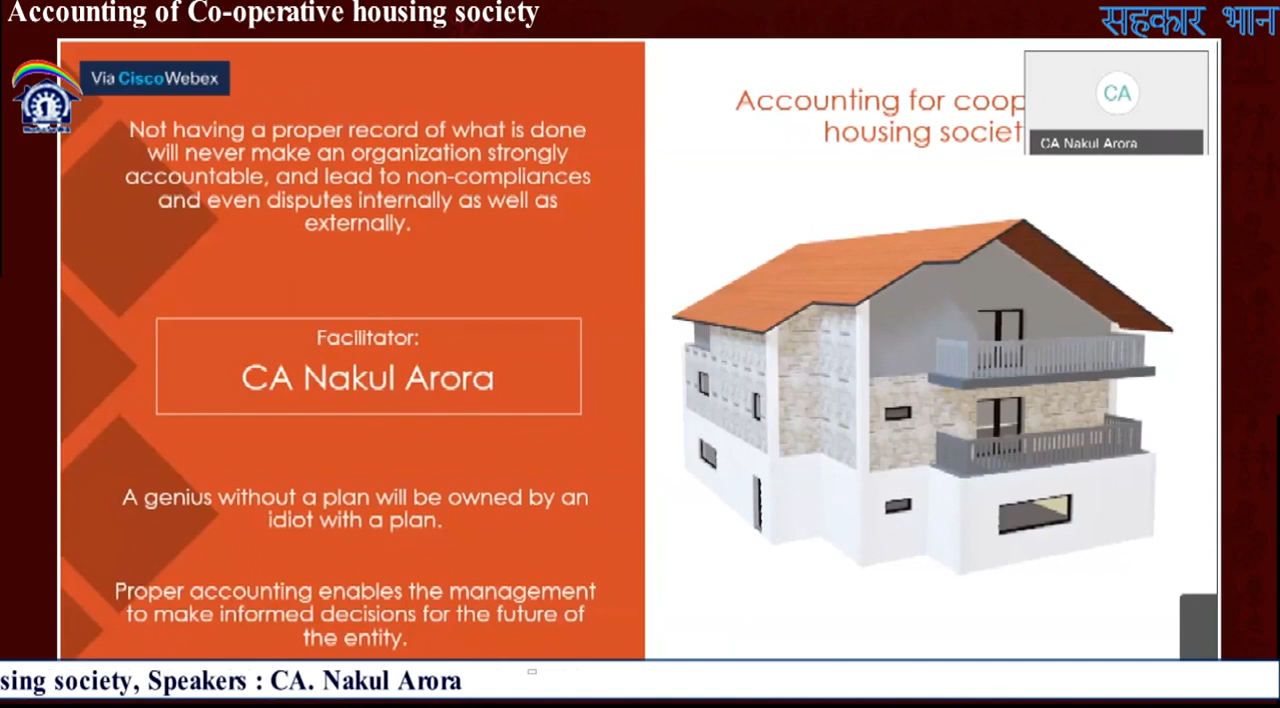 Accounting of Co-operative housing society
सहकार भान
Via CiscoWebex
Not having a proper record of what is done
will never make an organization strongly
accountable, and lead to non-compliances
and even disputes internally as well as
externally.
Facilitator:
CA Nakul Arora
A genius without a plan will be owned by an
idiot with a plan.
Proper accounting enables the management
to make informed decisions for the future of
the entity.
Accounting for coop
housing societ
CA
CA Nakul Arora
sing society, Speakers : CA. Nakul Arora